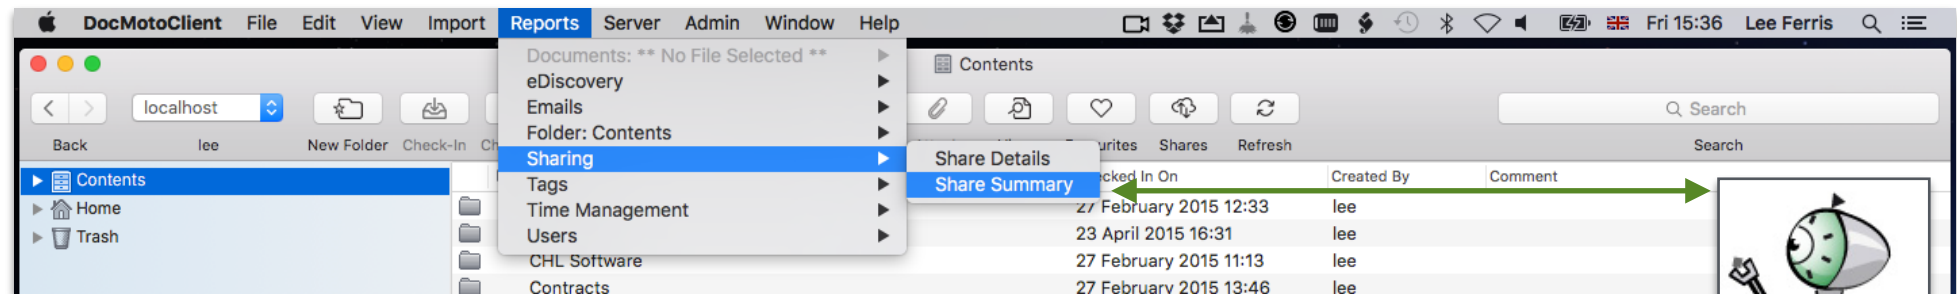 DocMotoClient File Edit View Import Reports Server Admin Window Help Fri 15:36 Lee Ferris
Documents: ** No File Selected **
eDiscovery
Emails
Folder: Contents
Sharing
Tags
Time Management
Users
Share Details
Share Summary
Contents
localhost
Search
Back lee New Folder Check-In Shares Refresh Search
Contents
Home
Trash
In On Created By Comment
27 February 2015 12:33 lee
23 April 2015 16:31 lee
CHL Software 27 February 2015 11:13 lee
Contracts 27 February 2015 13:46 lee